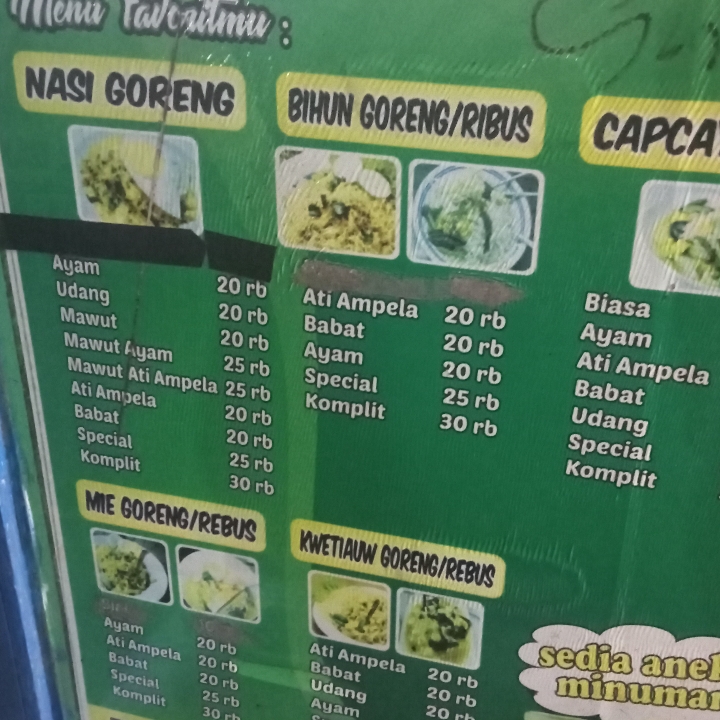 Menu Favoritmu :
NASI GORENG
Ayam 20 rb
Udang 20 rb
Mawut 20 rb
Mawut Ayam 25 rb
Mawut Ati Ampela 25 rb
Ati Ampela 20 rb
Babat 20 rb
Special 25 rb
Komplit 30 rb
BIHUN GORENG/RIBUS
Ati Ampela 20 rb
Babat 20 rb
Ayam 20 rb
Special 25 rb
Komplit 30 rb
CAPCA
Biasa
Ayam
Ati Ampela
Babat
Udang
Special
Komplit
MIE GORENG/REBUS
Ayam 20 rb
Ati Ampela 20 rb
Babat 20 rb
Special 25 rb
Komplit 30 rb
KWETIAUW GORENG/REBUS
Ati Ampela 20 rb
Babat 20 rb
Udang 20 rb
Ayam
sedia anek
minuman